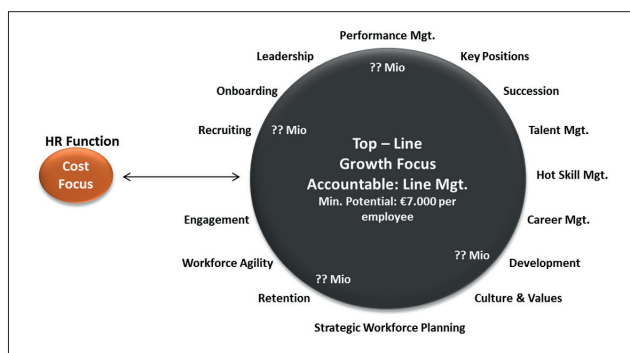 Performance Mgt.
Leadership
Key Positions
?? Mio
Onboarding
Succession
HR Function
Recruiting
?? Mio
Talent Mgt.
Cost
Focus
Top – Line
Growth Focus
Accountable: Line Mgt.
Min. Potential: €7.000 per
employee
Hot Skill Mgt.
Engagement
Career Mgt.
Workforce Agility
?? Mio
Development
Retention
?? Mio
Culture & Values
Strategic Workforce Planning